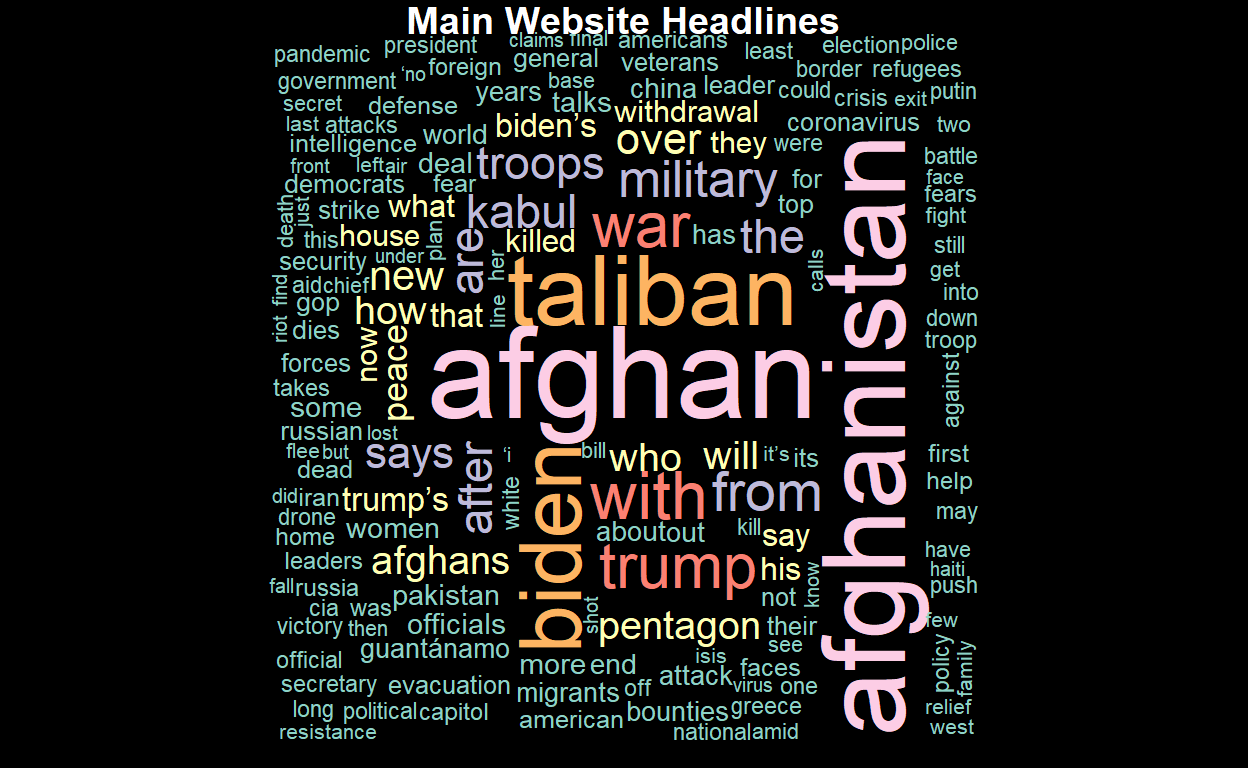 Main Website Headlines
pandemic president claims final americans least election police
government 'no foreign general veterans border refugees
secret defense years base talks china leader could crisis exit putin
last attacks world biden's withdrawal coronavirus two
intelligence over they were
front left air deal troops military for battle
democrats fear face
death just strike what kabul war has the top fears
this house plan are killed fight
security under her calls still
find aid chief new taliban get
gop how that line into
riot dies now peace afghan afghanistan down
forces troop
takes against
some
russian lost
flee but says after 'i bill who will it's its first
dead biden help
did iran trump's white with from may
drone women about out kill say
home have
leaders afghans trump his know haiti
fall russia pakistan shot not push
cia was
victory then officials pentagon their few
guantánamo see policy family
official more end isis faces
secretary evacuation migrants off attack virus one
long political capitol american bounties greece relief
resistance national amid west